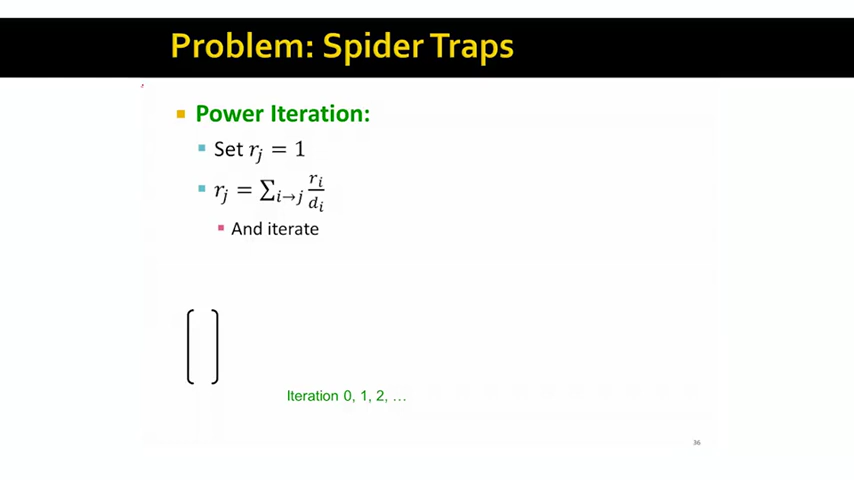 Problem: Spider Traps
Power Iteration:
Set r_j = 1
r_j = ∑_{i→j} r_i/d_i
And iterate
Iteration 0, 1, 2, …
36